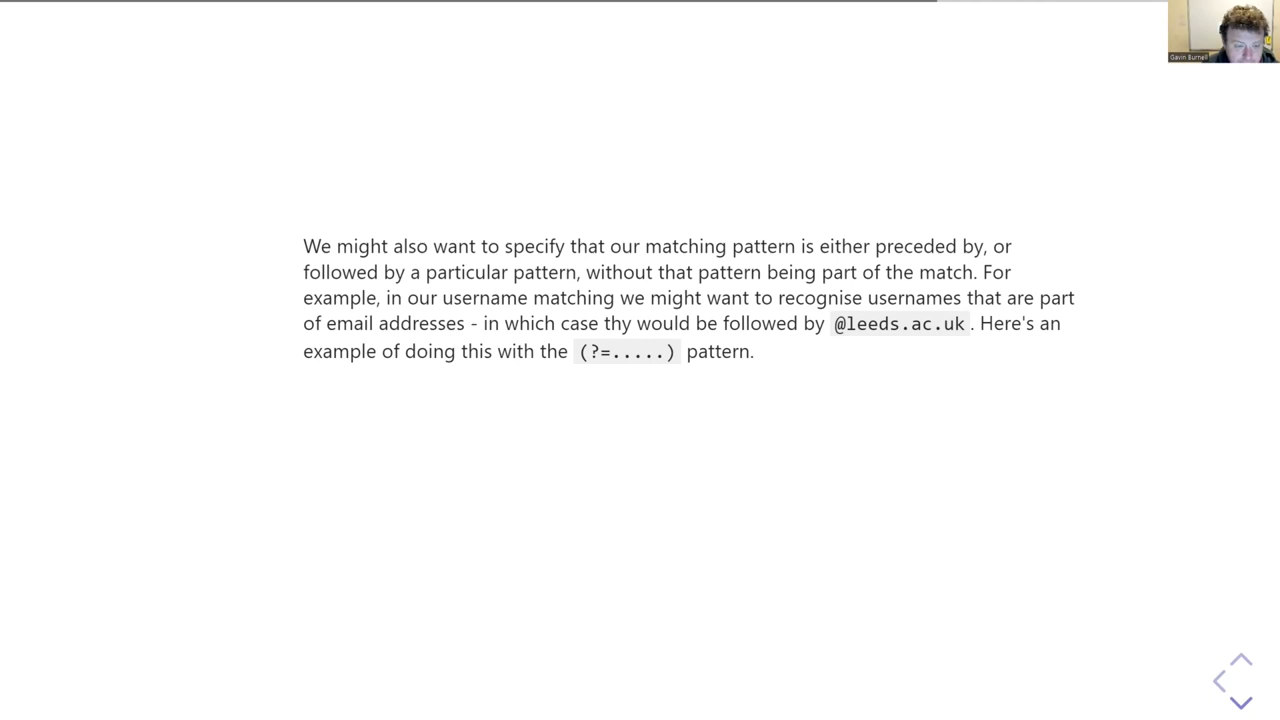 Gavin Burnell
We might also want to specify that our matching pattern is either preceded by, or
followed by a particular pattern, without that pattern being part of the match. For
example, in our username matching we might want to recognise usernames that are part
of email addresses - in which case thy would be followed by @leeds.ac.uk. Here's an
example of doing this with the (?=.....) pattern.